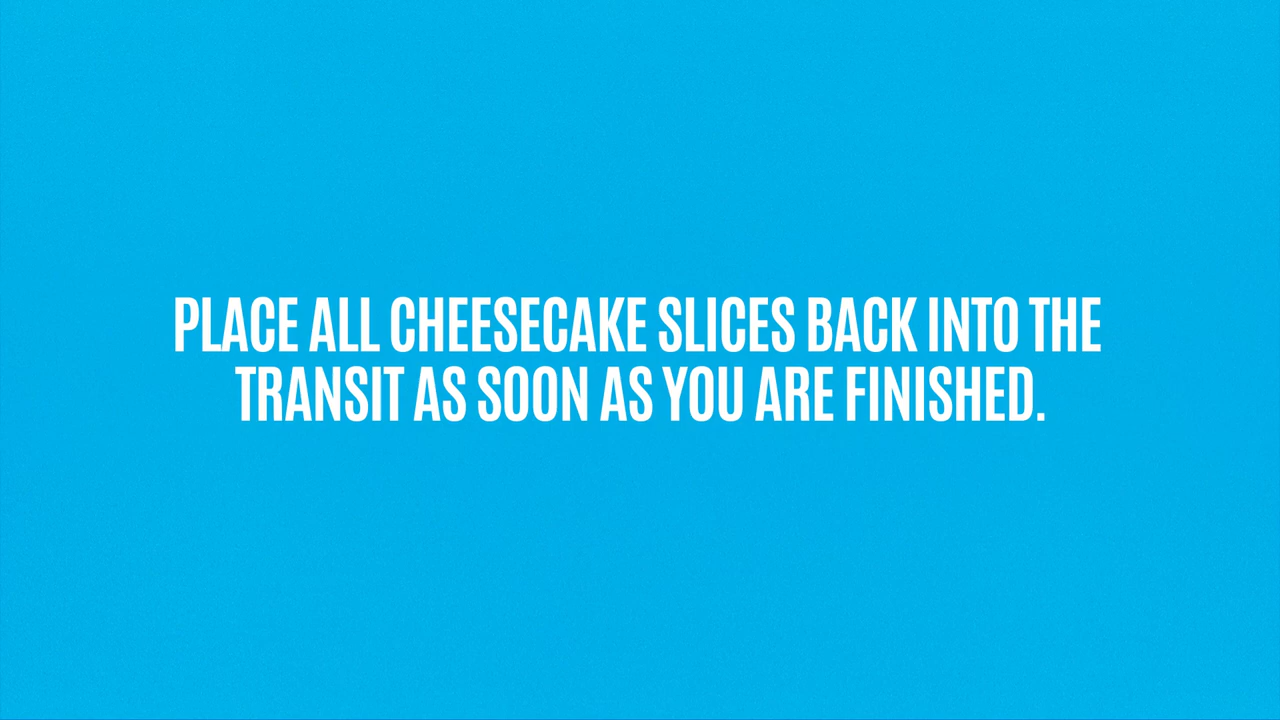 PLACE ALL CHEESECAKE SLICES BACK INTO THE
TRANSIT AS SOON AS YOU ARE FINISHED.